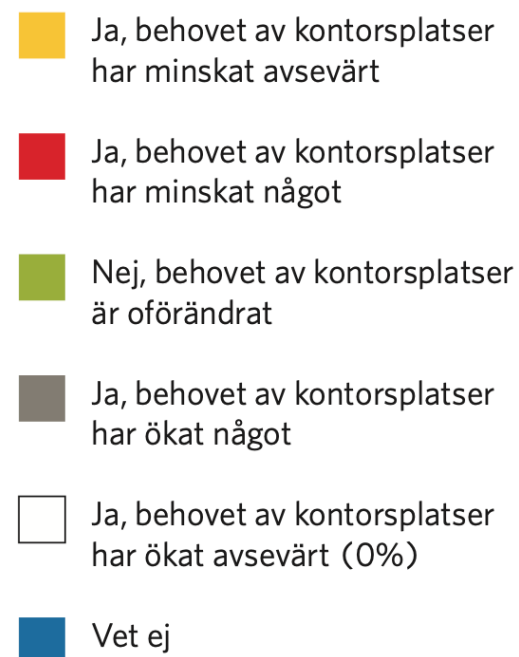 Ja, behovet av kontorsplatser
har minskat avsevärt
Ja, behovet av kontorsplatser
har minskat något
Nej, behovet av kontorsplatser
är oförändrat
Ja, behovet av kontorsplatser
har ökat något
Ja, behovet av kontorsplatser
har ökat avsevärt (0%)
Vet ej